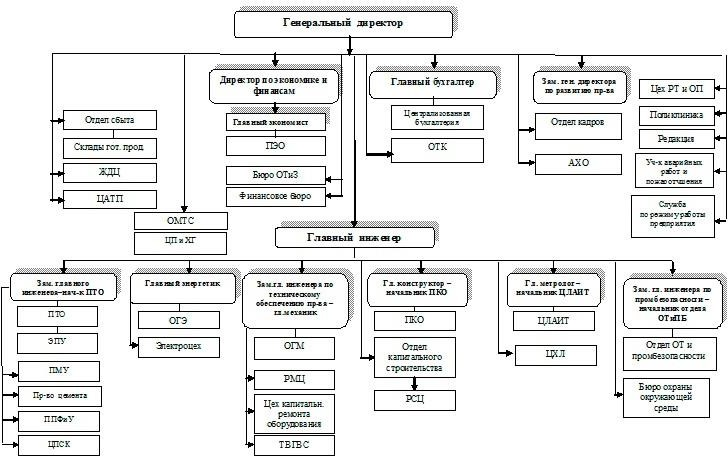 Генеральный директор
Директор по экономике и
финансам
Главный бухгалтер
Зам. ген. директора
по развитию пр-ва
Цех РТ и ОП
Отдел сбыта
Главный экономист
Централизованная
бухгалтерия
Отдел кадров
Поликлиника
Склады гот. прод.
ПЭО
ОТК
Редакция
ЖДЦ
Бюро ОТиЗ
АХО
Уч-к аварийных
работ и
пожаротушения
ЦАТП
Финансовое бюро
Служба
по режиму работы
предприятия
ОМТС
ЦП и ХГ
Главный инженер
Зам. главного
инженера–нач-к ПТО
Главный энергетик
Зам.гл. инженера по
техническому
обеспечению пр-ва –
гл.механик
Гл. конструктор –
начальник ПКО
Гл. метролог –
начальник ЦЛАИТ
Зам. гл. инженера по
промбезопасности –
начальник отдела
ОТиПБ
ПТО
ОГЭ
ПКО
ЦЛАИТ
ЭПУ
Электроцех
ОГМ
Отдел
капитального
строительства
ЦХЛ
Отдел ОТ и
промбезопасности
ПМУ
РМЦ
Пр-во цемента
РСЦ
Бюро охраны
окружающей
среды
ППФиУ
Цех капитальн.
ремонта
оборудования
ЦПСК
ТВГВС